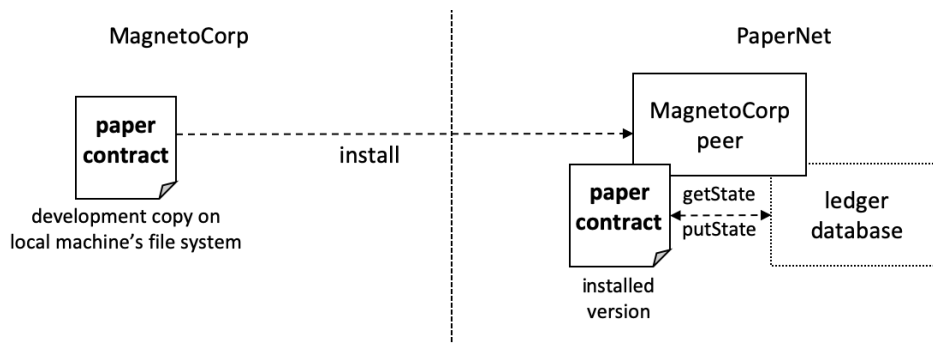 MagnetoCorp
PaperNet
paper
contract
install
development copy on
local machine's file system
MagnetoCorp
peer
paper
contract
getState
putState
ledger
database
installed
version